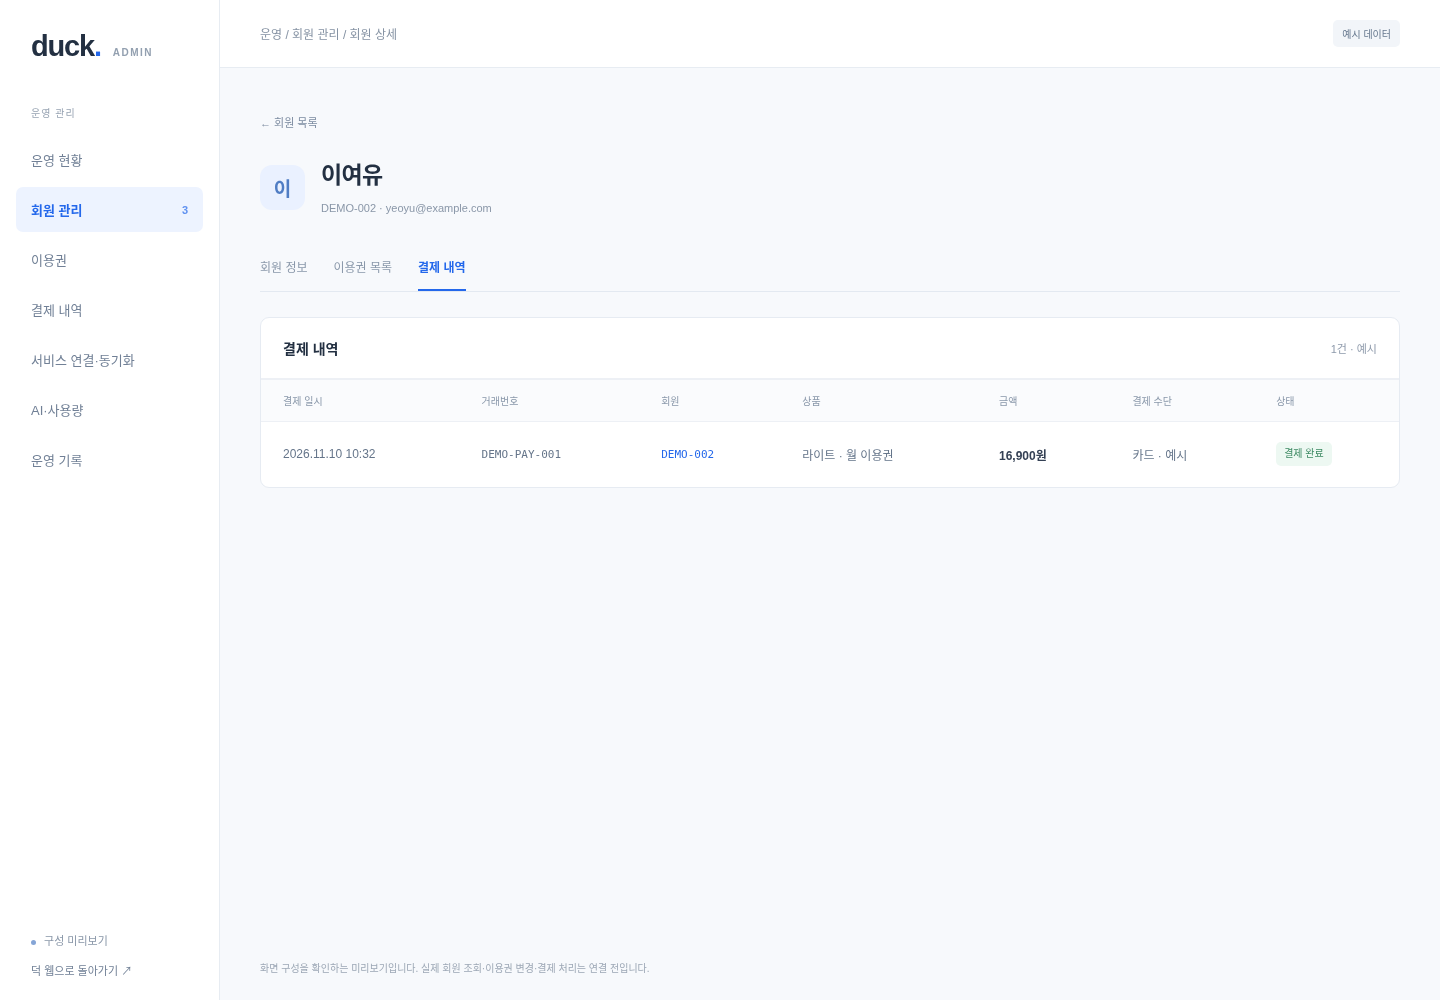 duck. ADMIN
운영 관리
운영 현황
회원 관리 3
이용권
결제 내역
서비스 연결·동기화
AI·사용량
운영 기록
구성 미리보기
덕 웹으로 돌아가기 ↗
운영 / 회원 관리 / 회원 상세
예시 데이터
← 회원 목록
이
이여유
DEMO-002 · yeoyu@example.com
회원 정보 이용권 목록 결제 내역
결제 내역
1건 · 예시
결제 일시 거래번호 회원 상품 금액 결제 수단 상태
2026.11.10 10:32 DEMO-PAY-001 DEMO-002 라이트 · 월 이용권 16,900원 카드 · 예시 결제 완료
화면 구성을 확인하는 미리보기입니다. 실제 회원 조회·이용권 변경·결제 처리는 연결 전입니다.